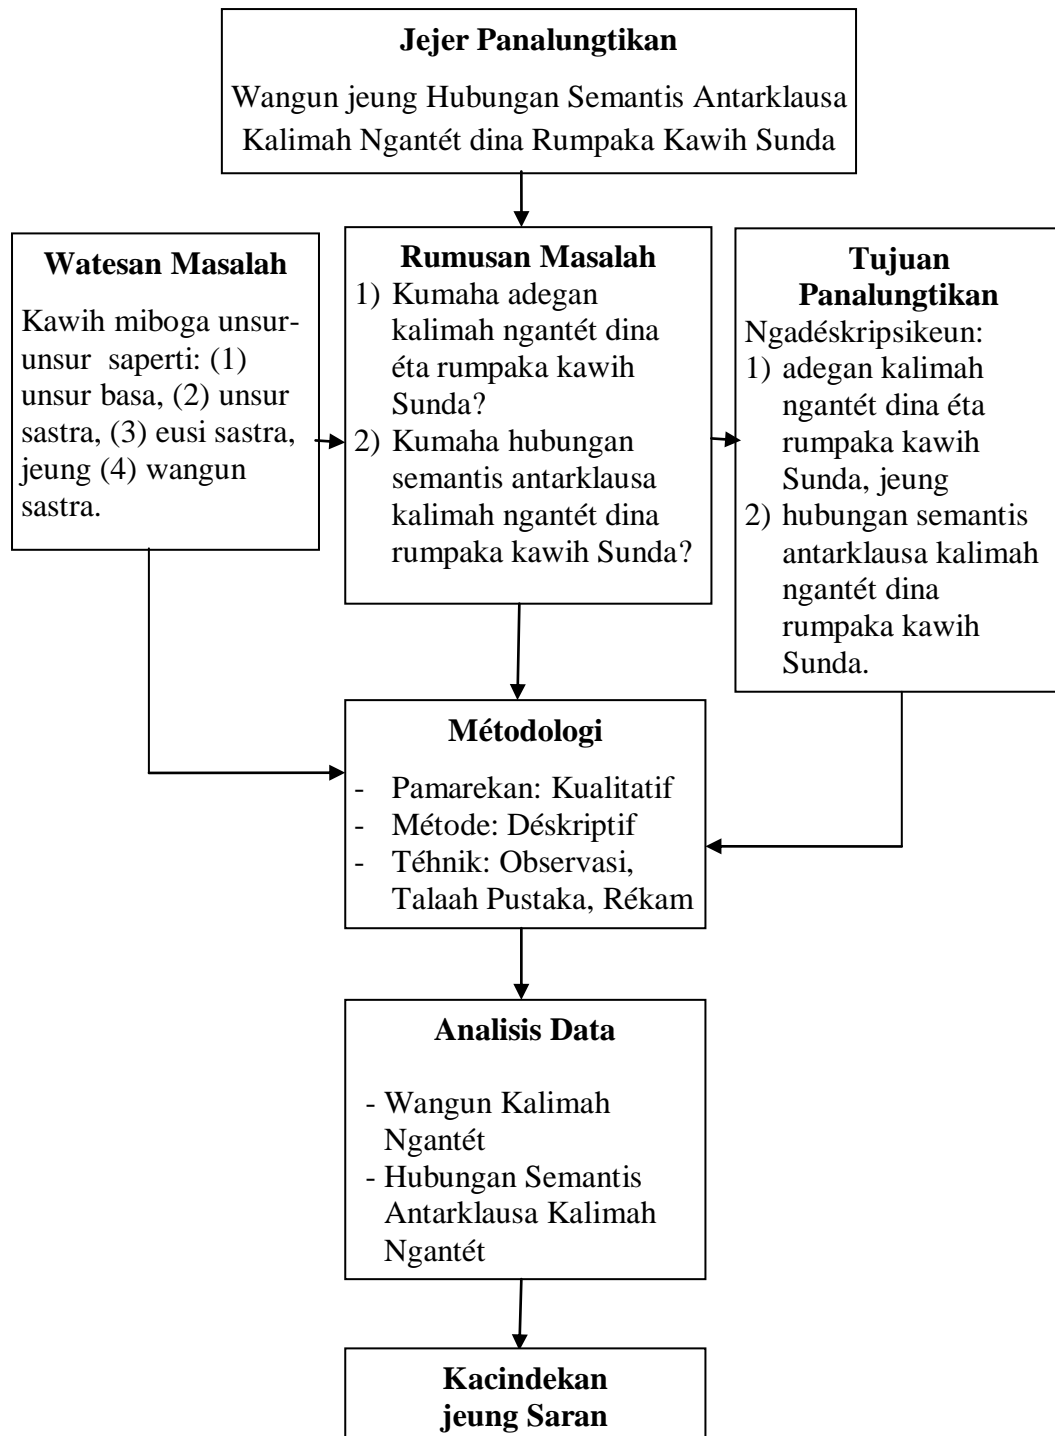 Jejer Panalungtikan
Wangun jeung Hubungan Semantis Antarklausa
Kalimah Ngantét dina Rumpaka Kawih Sunda
Watesan Masalah
Kawih miboga unsur-
unsur saperti: (1)
unsur basa, (2) unsur
sastra, (3) eusi sastra,
jeung (4) wangun
sastra.
Rumusan Masalah
1) Kumaha adegan
kalimah ngantét dina
éta rumpaka kawih
Sunda?
2) Kumaha hubungan
semantis antarklausa
kalimah ngantét dina
rumpaka kawih Sunda?
Tujuan
Panalungtikan
Ngadéskripsikeun:
1) adegan kalimah
ngantét dina éta
rumpaka kawih
Sunda, jeung
2) hubungan semantis
antarklausa kalimah
ngantét dina
rumpaka kawih
Sunda.
Métodologi
- Pamarekan: Kualitatif
- Métode: Déskriptif
- Téhnik: Observasi,
Talaah Pustaka, Rékam
Analisis Data
- Wangun Kalimah
Ngantét
- Hubungan Semantis
Antarklausa Kalimah
Ngantét
Kacindekan
jeung Saran